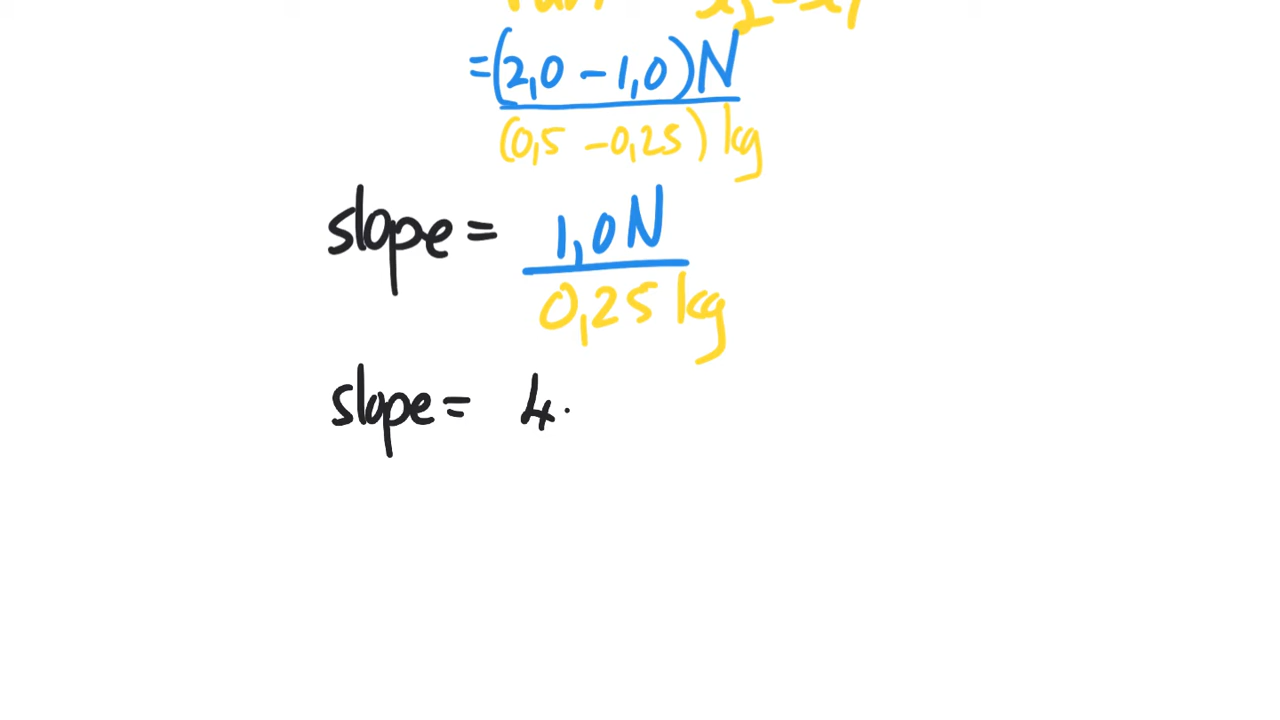 =(2,0 - 1,0)N
(0,5 - 0,25) kg
slope = 1,0 N
0,25 kg
slope = 4.